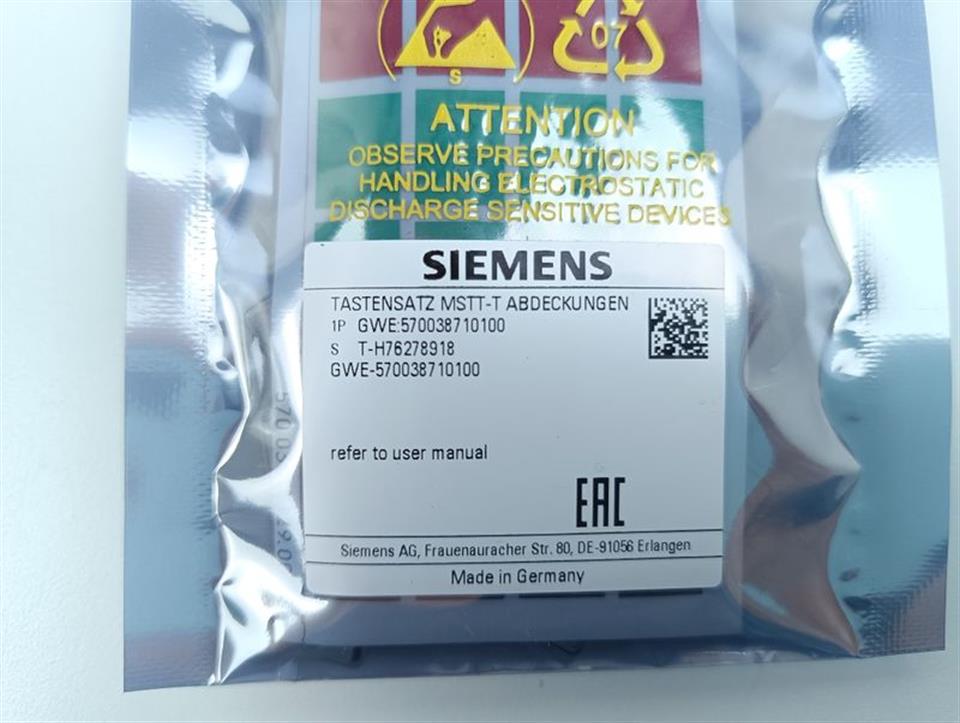 07
S
ATTENTION
OBSERVE PRECAUTIONS FOR
HANDLING ELECTROSTATIC
DISCHARGE SENSITIVE DEVICES
SIEMENS
TASTENSATZ MSTT-T ABDECKUNGEN
1P GWE:570038710100
S T-H76278918
GWE-570038710100
refer to user manual
EAC
Siemens AG, Frauenauracher Str. 80, DE-91056 Erlangen
Made in Germany